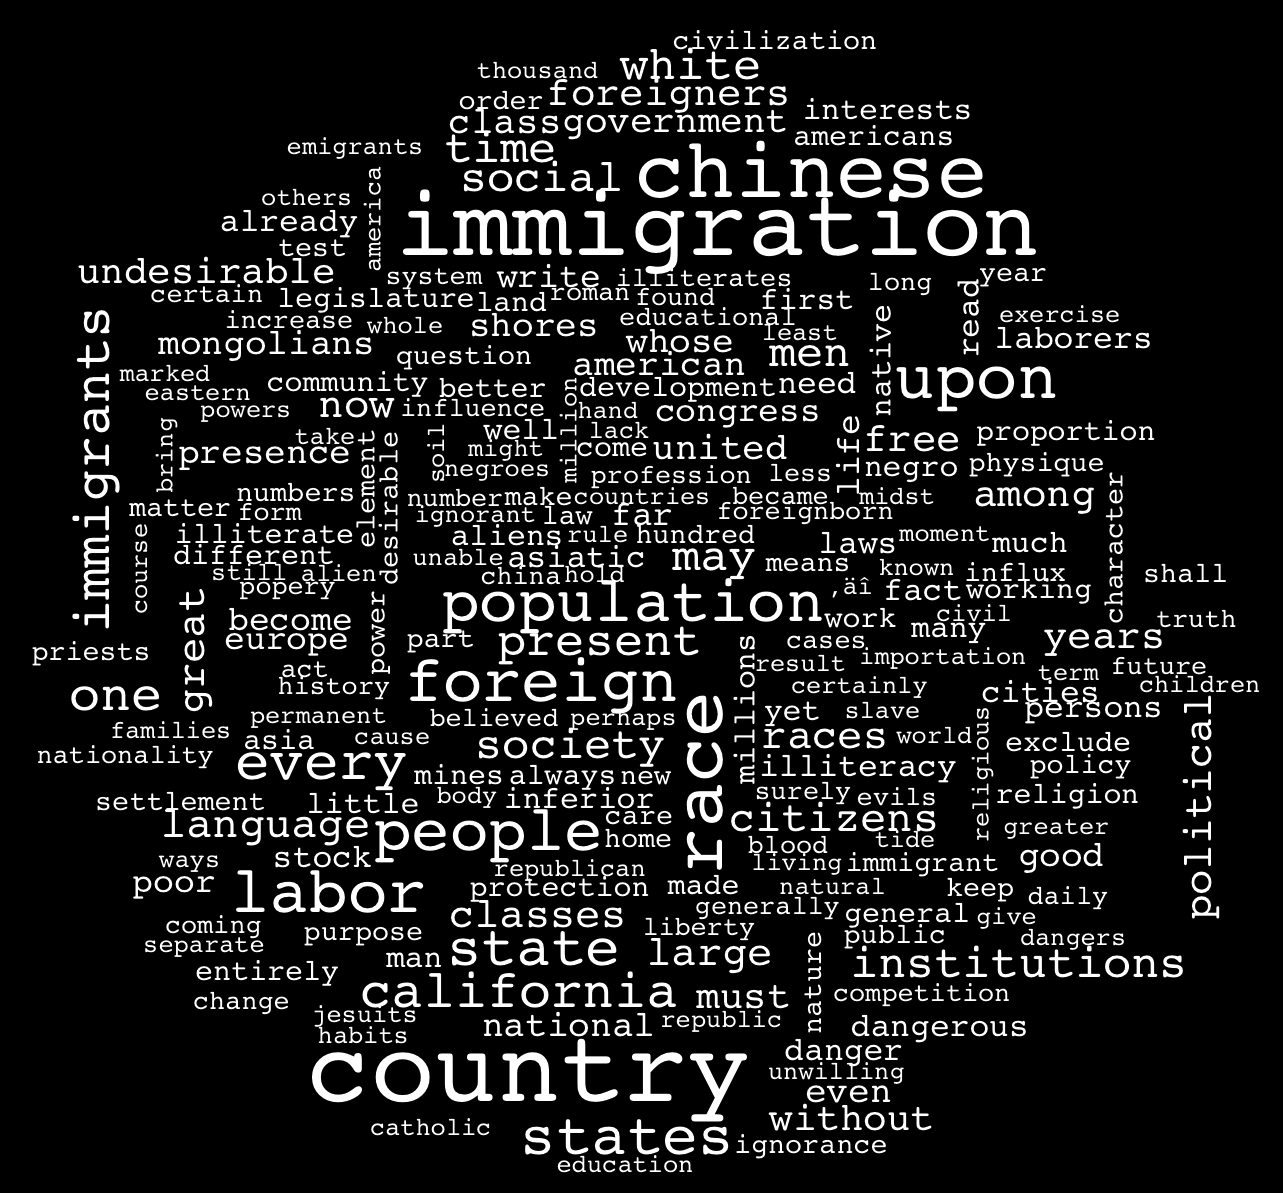 civilization
thousand white
order foreigners interests
class government americans
emigrants time
social chinese
others america
already immigration
test
undesirable system write illiterates long year
certain legislature land roman found first read
increase whole shores educational native exercise
mongolians whose least laborers
question american men
marked community better development need upon
eastern
powers now influence million hand congress
immigrants take well lack life free proportion
bring presence element desirable soil might come united
negroes profession less negro physique
numbers number make countries became midst among character
matter form ignorant law far foreignborn
course illiterate aliens rule hundred laws moment much
different unable asiatic may means
still alien china hold known influx shall
popery population ‚äî fact working
great become power work civil truth
europe part present millions cases many years
priests result importation
act foreign term future
one history certainly cities children
permanent believed perhaps race yet slave religious persons political
families asia cause society races world exclude
nationality every mines always new illiteracy policy
settlement little body inferior surely evils religion
language people care citizens greater
home blood tide
ways stock living immigrant good
republican
poor labor protection made natural keep daily
classes generally general give
coming purpose liberty public dangers
separate man state large nature
entirely institutions
change california must competition
jesuits national republic dangerous
habits
country danger
unwilling
even
catholic states without
ignorance
education